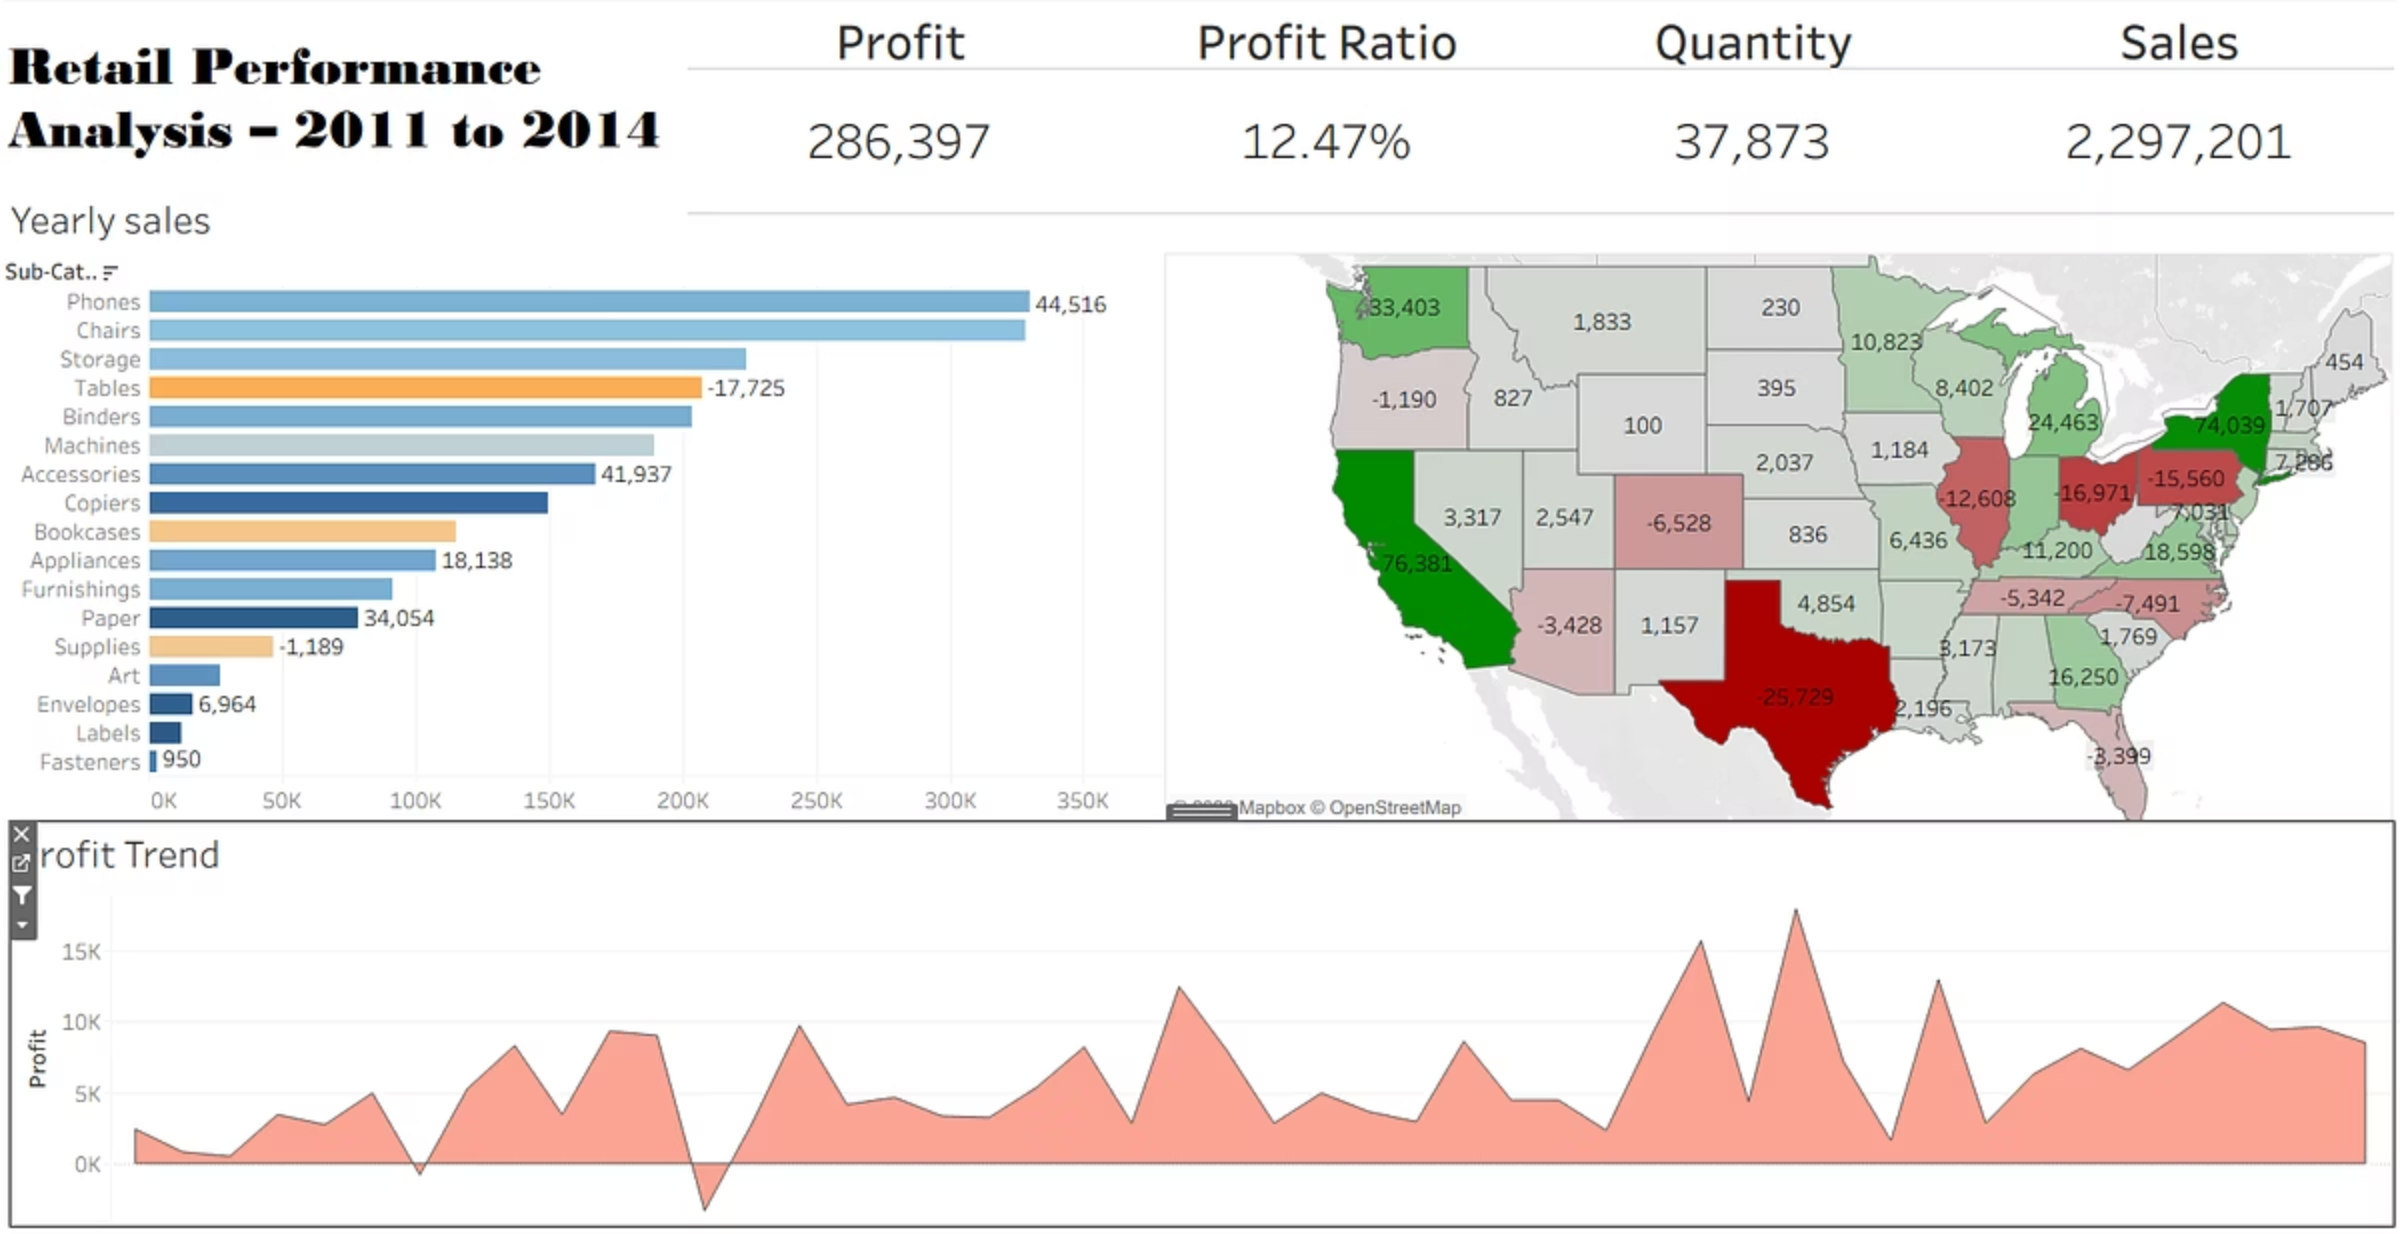 Retail Performance
Analysis – 2011 to 2014
Profit
Profit Ratio
Quantity
Sales
286,397
12.47%
37,873
2,297,201
Yearly sales
Sub-Cat..
Phones 44,516
Chairs
Storage
Tables -17,725
Binders
Machines
Accessories 41,937
Copiers
Bookcases
Appliances 18,138
Furnishings
Paper 34,054
Supplies -1,189
Art
Envelopes 6,964
Labels
Fasteners 950
0K 50K 100K 150K 200K 250K 300K 350K
33,403
1,833
230
10,823
454
-1,190
827
395
8,402
100
24,463
74,039
1,707
1,184
2,037
7,286
3,317
2,547
-6,528
-12,608
-16,971
-15,560
7,031
836
6,436
11,200
18,598
76,381
-3,428
1,157
4,854
-5,342
-7,491
3,173
1,769
16,250
-25,729
2,196
-3,399
Mapbox © OpenStreetMap
rofit Trend
Profit
15K
10K
5K
0K